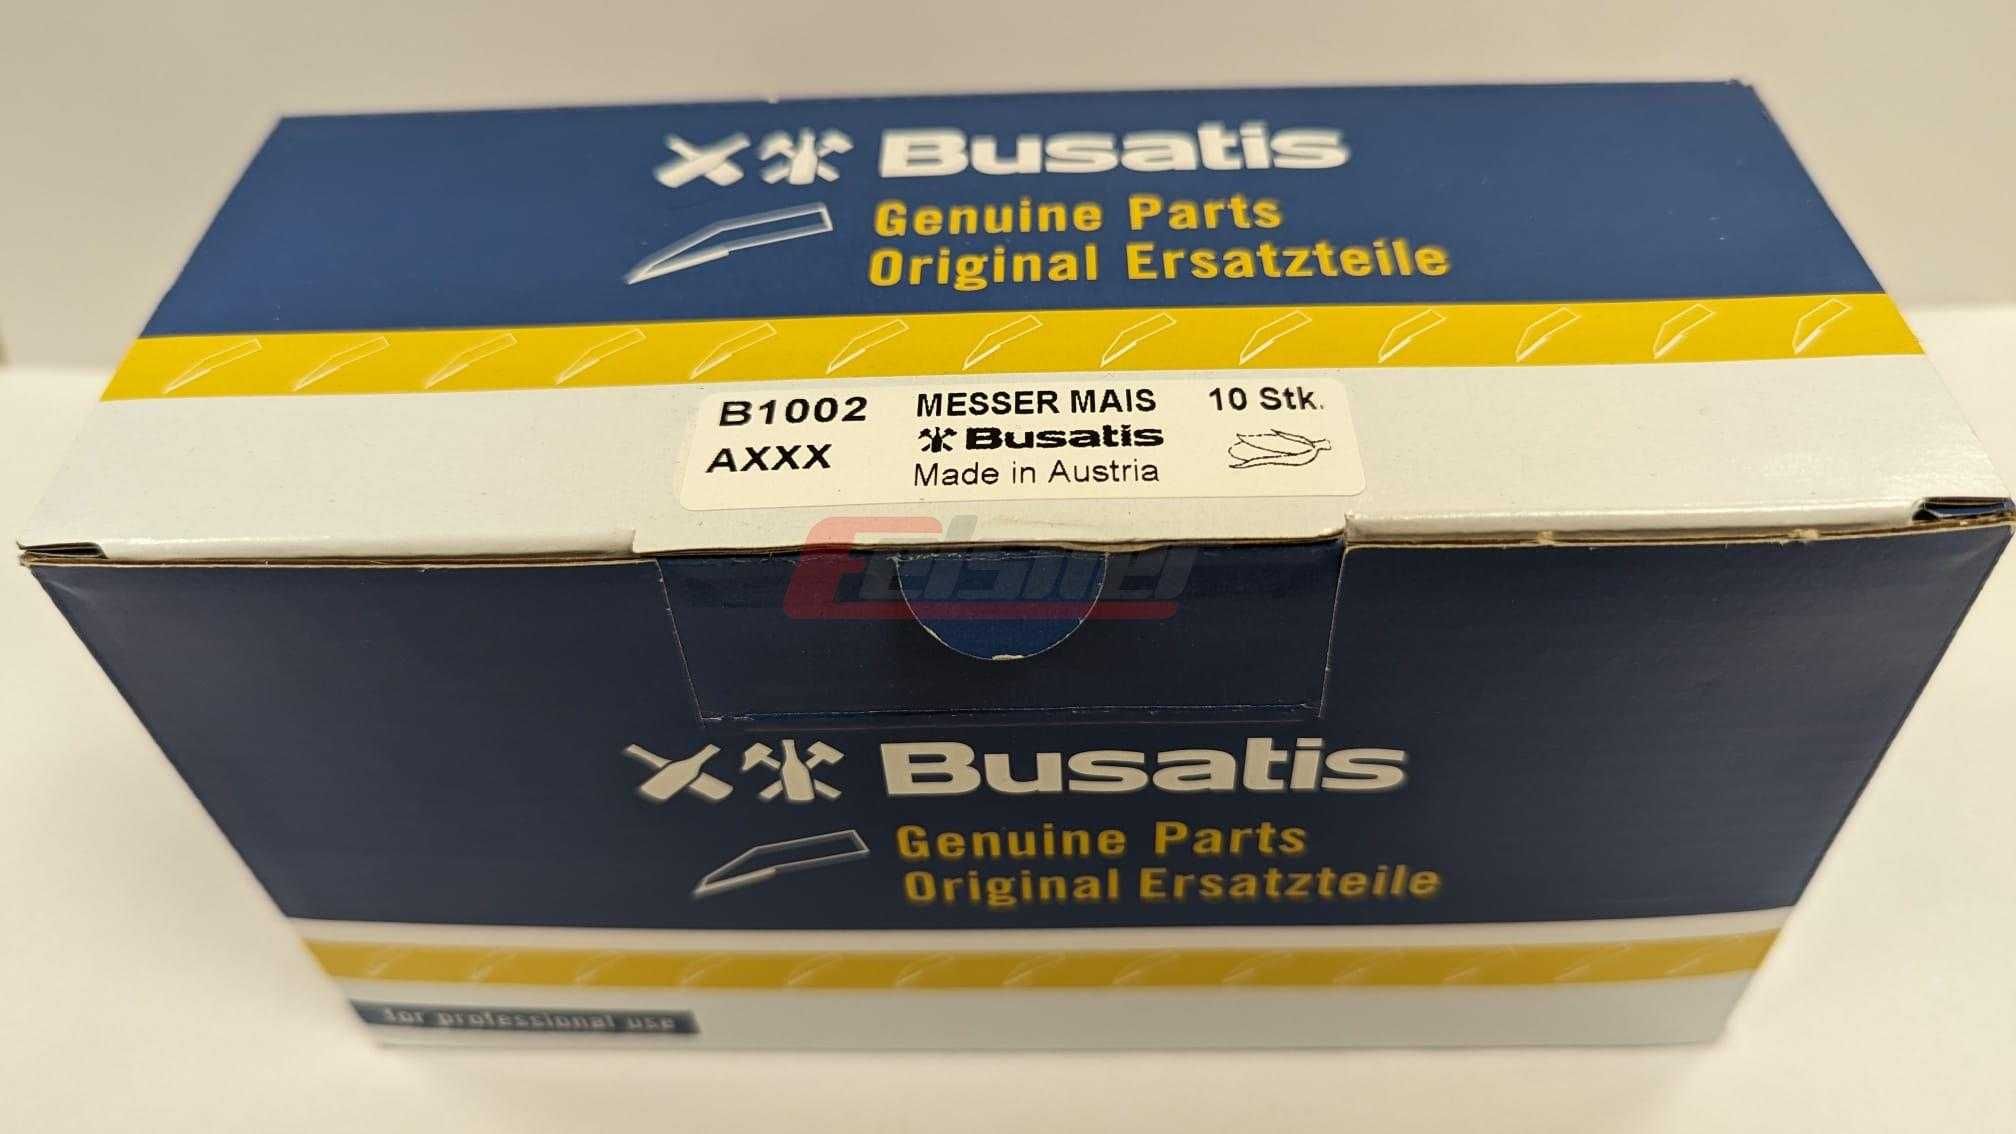 Busatis
Genuine Parts
Original Ersatzteile
B1002 MESSER MAIS 10 Stk.
AXXX Busatis
Made in Austria
Busatis
Genuine Parts
Original Ersatzteile
for professional use